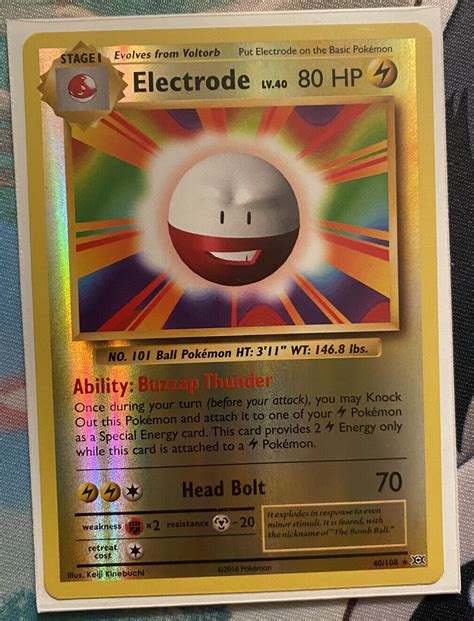 STAGE 1 Evolves from Voltorb Put Electrode on the Basic Pokémon
Electrode LV.40 80 HP
NO. 101 Ball Pokémon HT: 3'11" WT: 146.8 lbs.
Ability: Buzzap Thunder
Once during your turn (before your attack), you may Knock
Out this Pokémon and attach it to one of your Pokémon
as a Special Energy card. This card provides 2 Energy only
while this card is attached to a Pokémon.
Head Bolt 70
weakness ×2 resistance -20
retreat
cost
It explodes in response to even
minor stimuli. It is feared, with
the nickname of "The Bomb Ball."
Illus. Keiji Kinebuchi ©2016 Pokémon 40/108 ★